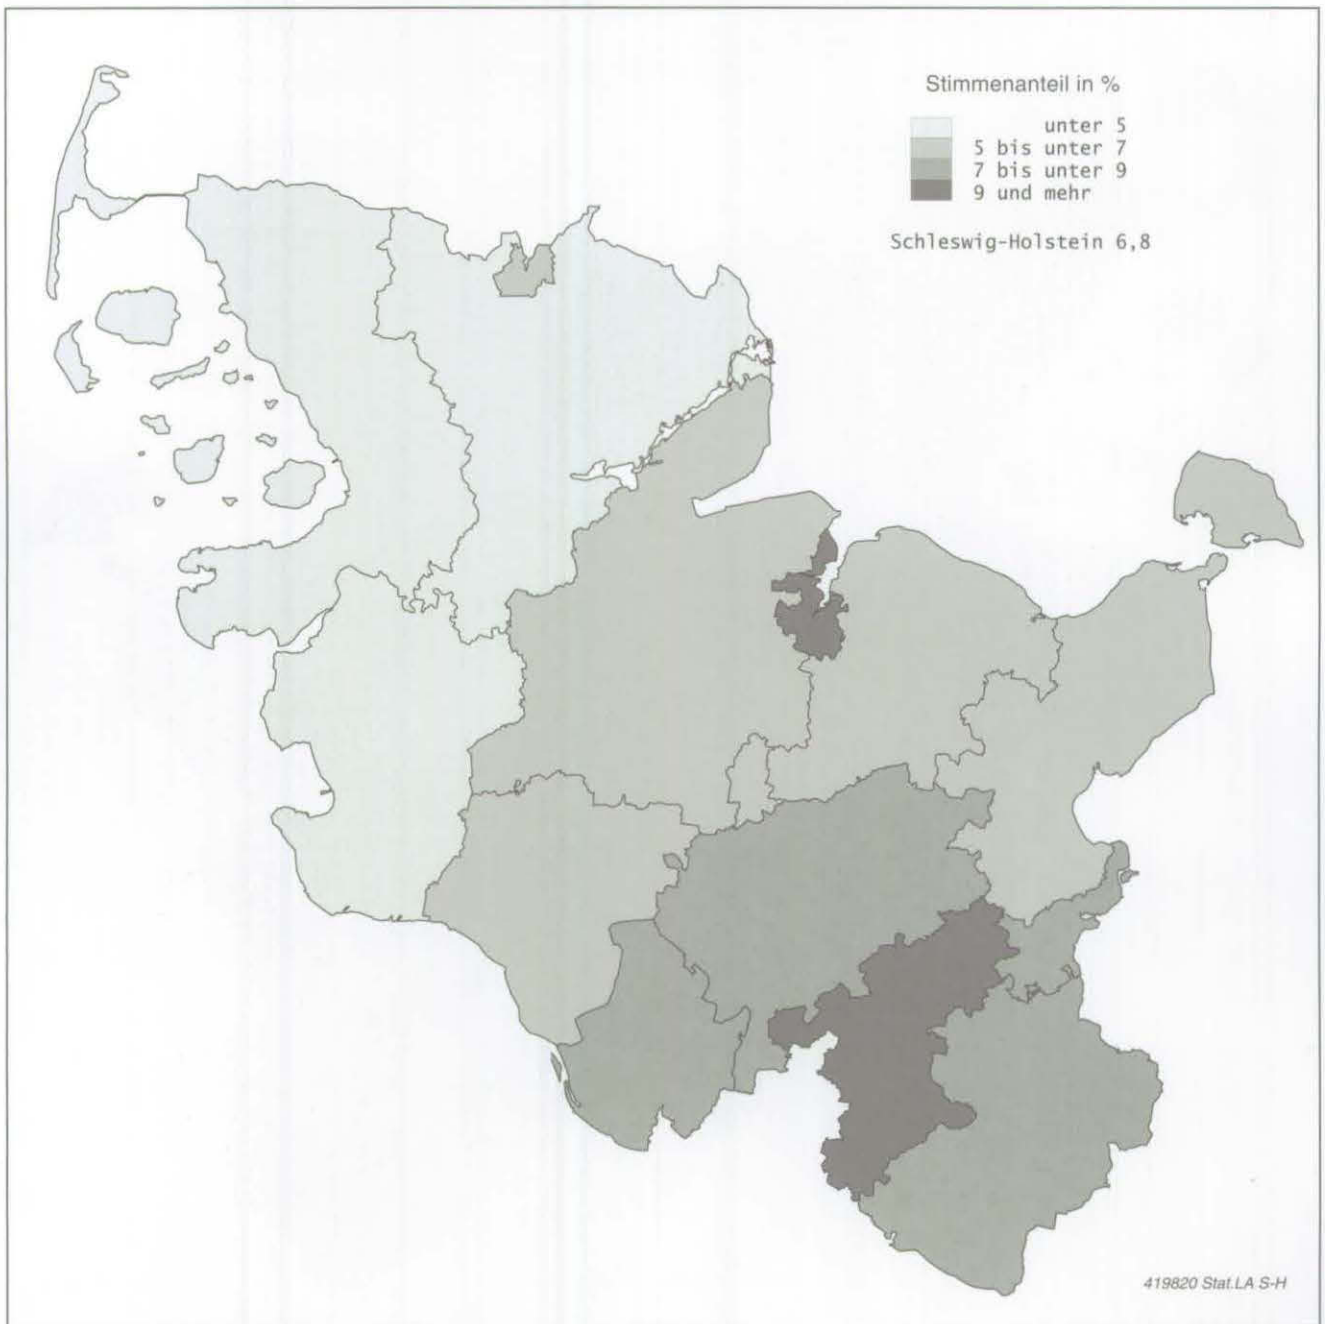 Stimmenanteil in %
unter 5
5 bis unter 7
7 bis unter 9
9 und mehr
Schleswig-Holstein 6,8
419820 Stat.LA S-H